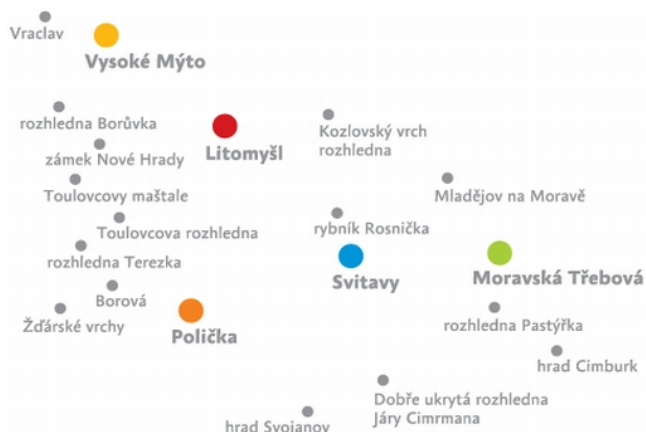 Vraclav
Vysoké Mýto
rozhledna Borůvka
Litomyšl
Kozlovský vrch
rozhledna
zámek Nové Hrady
Toulovcovy maštale
Mladějov na Moravě
Toulovcova rozhledna
rybník Rosnička
rozhledna Terezka
Svitavy
Moravská Třebová
Borová
Žďárské vrchy
Polička
rozhledna Pastýřka
hrad Cimburk
Dobře ukrytá rozhledna
Járy Cimrmana
hrad Svojanov